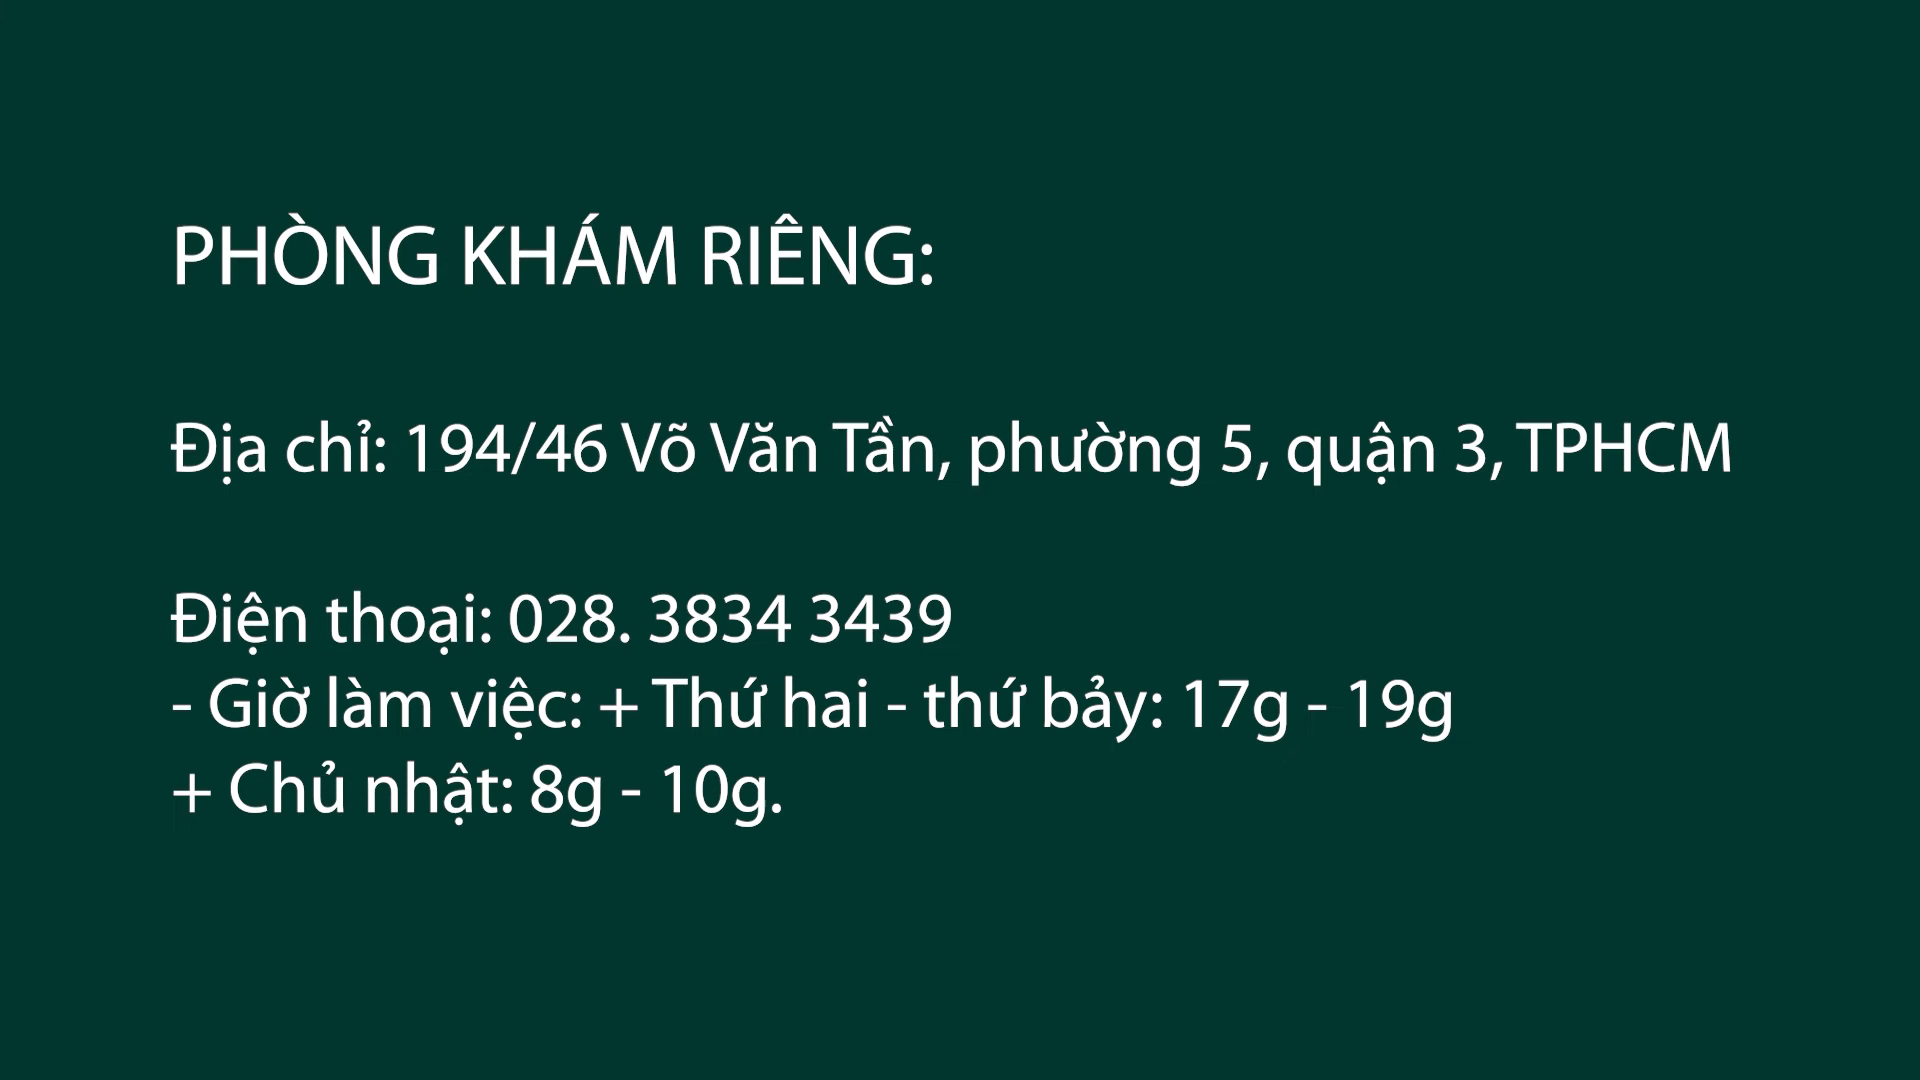 PHÒNG KHÁM RIÊNG:
Địa chỉ: 194/46 Võ Văn Tần, phường 5, quận 3, TPHCM
Điện thoại: 028. 3834 3439
- Giờ làm việc: + Thứ hai - thứ bảy: 17g - 19g
+ Chủ nhật: 8g - 10g.